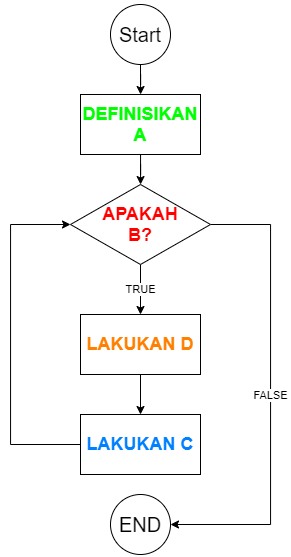 Start
DEFINISIKAN
A
APAKAH
B?
TRUE
LAKUKAN D
FALSE
LAKUKAN C
END